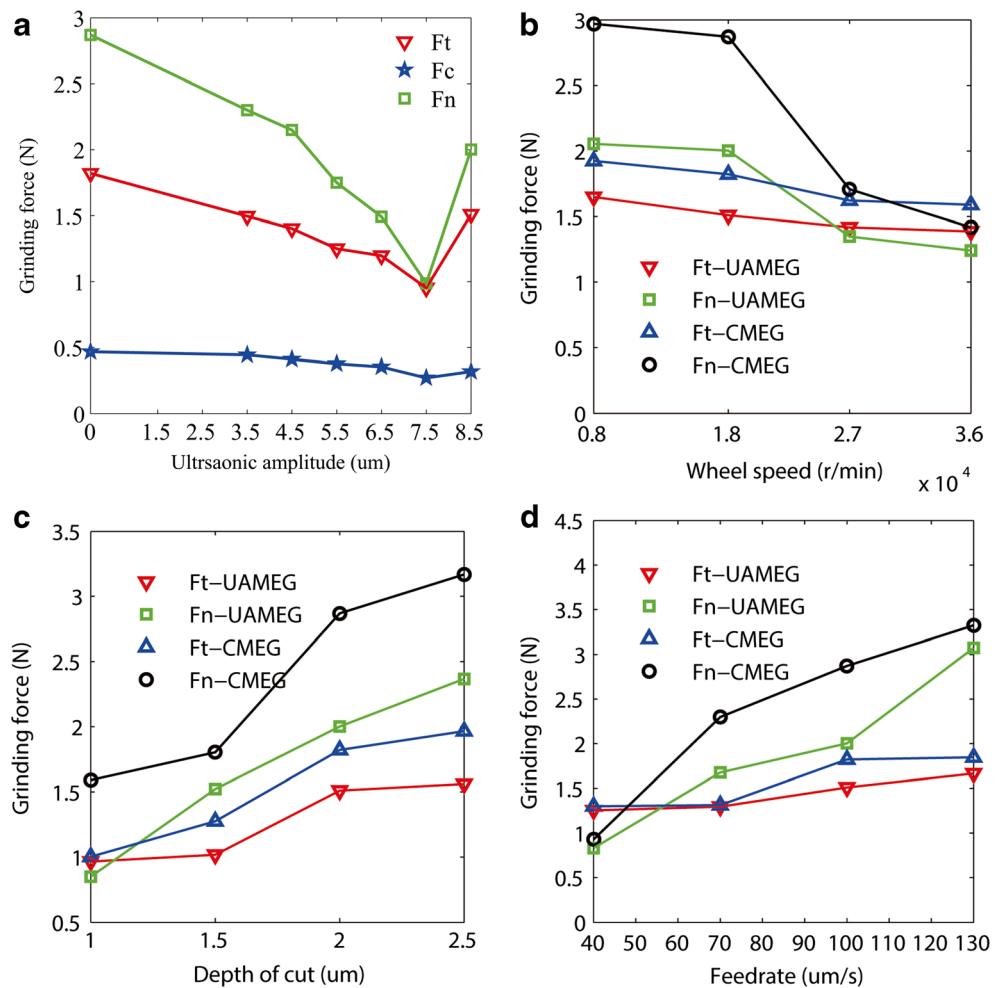 a
Ft
Fc
Fn
Grinding force (N)
3
2.5
2
1.5
1
0.5
0
0 1.5 2.5 3.5 4.5 5.5 6.5 7.5 8.5
Ultrsaonic amplitude (um)
b
Grinding force (N)
3
2.5
2
1.5
1
0.5
0
Ft−UAMEG
Fn−UAMEG
Ft−CMEG
Fn−CMEG
0.8 1.8 2.7 3.6
Wheel speed (r/min)
x 10⁴
c
Grinding force (N)
3.5
3
2.5
2
1.5
1
0.5
Ft−UAMEG
Fn−UAMEG
Ft−CMEG
Fn−CMEG
1 1.5 2 2.5
Depth of cut (um)
d
Grinding force (N)
4.5
4
3.5
3
2.5
2
1.5
1
0.5
0
Ft−UAMEG
Fn−UAMEG
Ft−CMEG
Fn−CMEG
40 50 60 70 80 90 100 110 120 130
Feedrate (um/s)